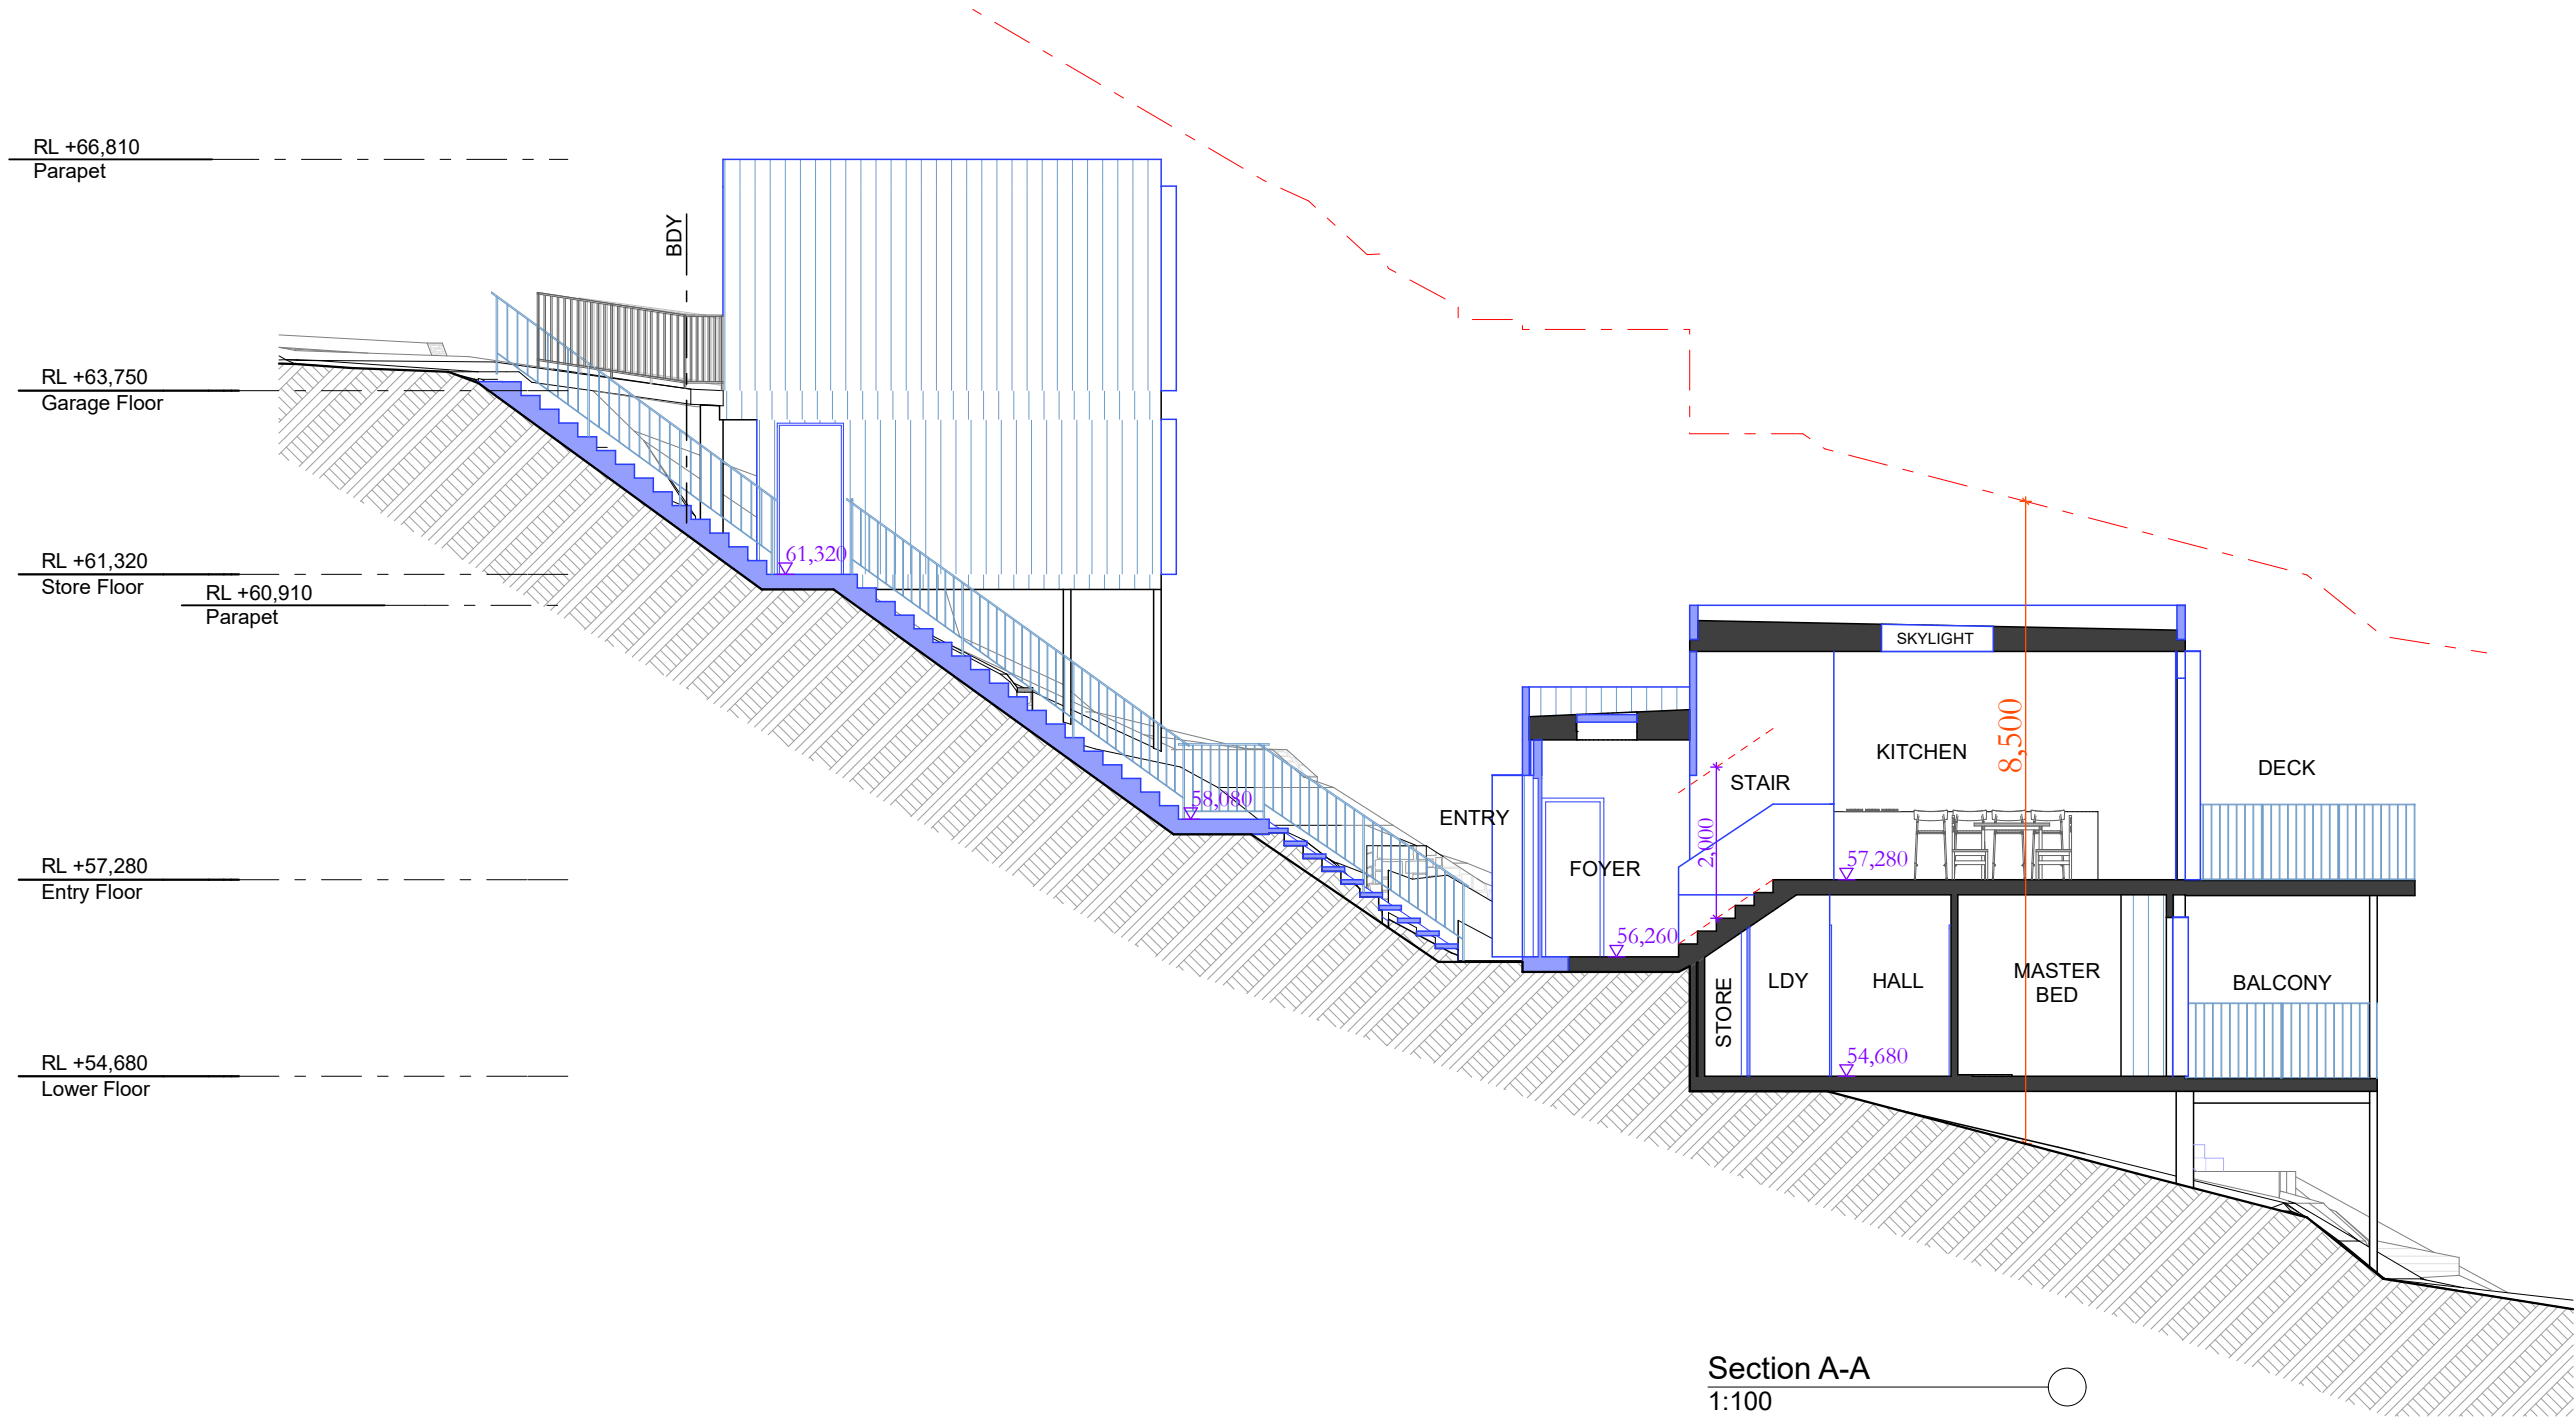 RL +66,810
Parapet
BDY
RL +63,750
Garage Floor
61,320
RL +61,320
Store Floor
RL +60,910
Parapet
SKYLIGHT
8,500
KITCHEN
DECK
STAIR
58,080
ENTRY
2,000
FOYER
57,280
RL +57,280
Entry Floor
56,260
STORE
LDY
HALL
MASTER
BED
BALCONY
54,680
RL +54,680
Lower Floor
Section A-A
1:100